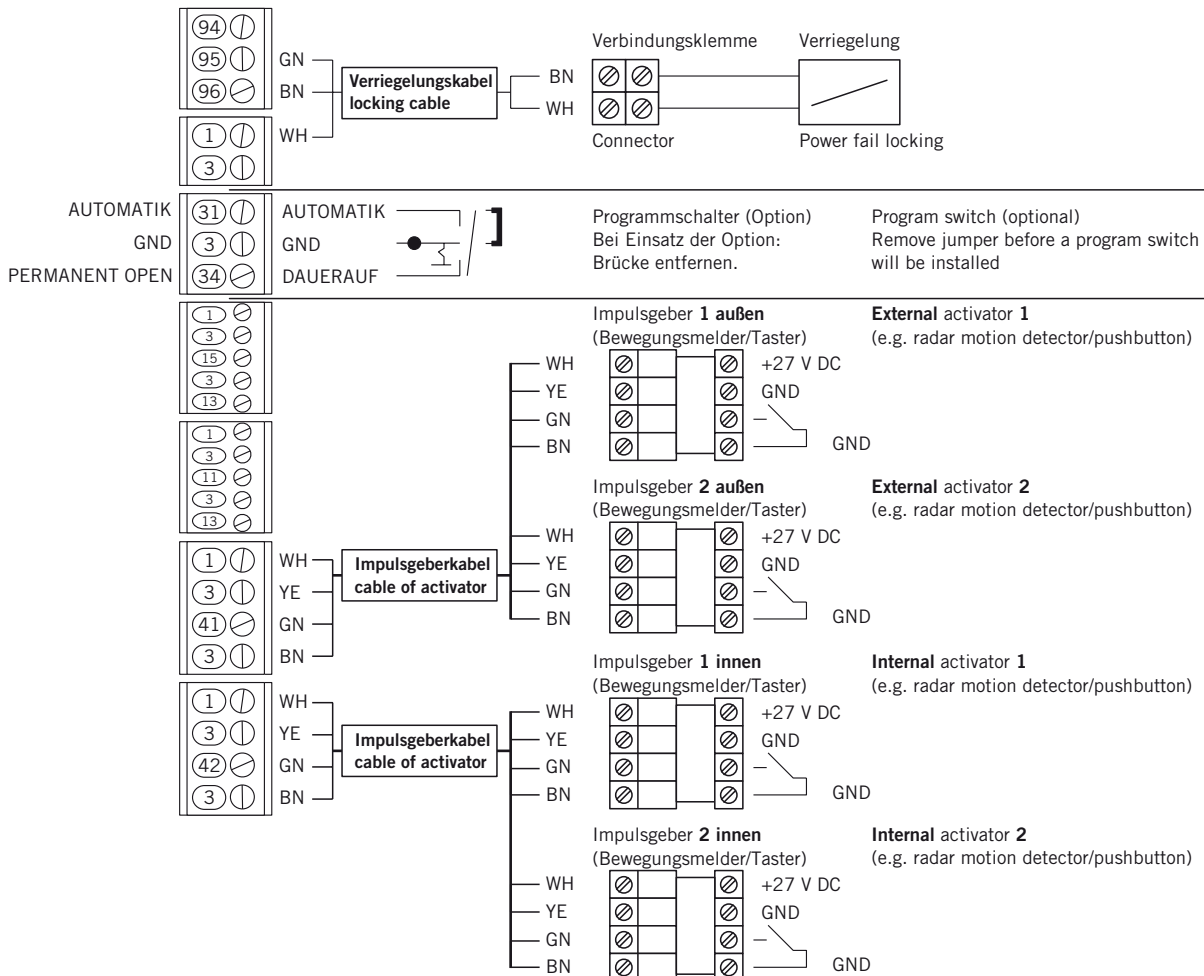 94
95 GN
96 BN
Verriegelungskabel
locking cable
BN
WH
Verbindungsklemme
Connector
Verriegelung
Power fail locking
1 WH
3
AUTOMATIK 31 AUTOMATIK
GND 3 GND
PERMANENT OPEN 34 DAUERAUF
Programmschalter (Option)
Bei Einsatz der Option:
Brücke entfernen.
Program switch (optional)
Remove jumper before a program switch
will be installed
1
3
15
3
13
1
3
11
3
13
1 WH
3 YE
41 GN
3 BN
Impulsgeberkabel
cable of activator
Impulsgeber 1 außen
(Bewegungsmelder/Taster)
External activator 1
(e.g. radar motion detector/pushbutton)
WH +27 V DC
YE GND
GN
BN GND
Impulsgeber 2 außen
(Bewegungsmelder/Taster)
External activator 2
(e.g. radar motion detector/pushbutton)
WH +27 V DC
YE GND
GN
BN GND
1 WH
3 YE
42 GN
3 BN
Impulsgeberkabel
cable of activator
Impulsgeber 1 innen
(Bewegungsmelder/Taster)
Internal activator 1
(e.g. radar motion detector/pushbutton)
WH +27 V DC
YE GND
GN
BN GND
Impulsgeber 2 innen
(Bewegungsmelder/Taster)
Internal activator 2
(e.g. radar motion detector/pushbutton)
WH +27 V DC
YE GND
GN
BN GND